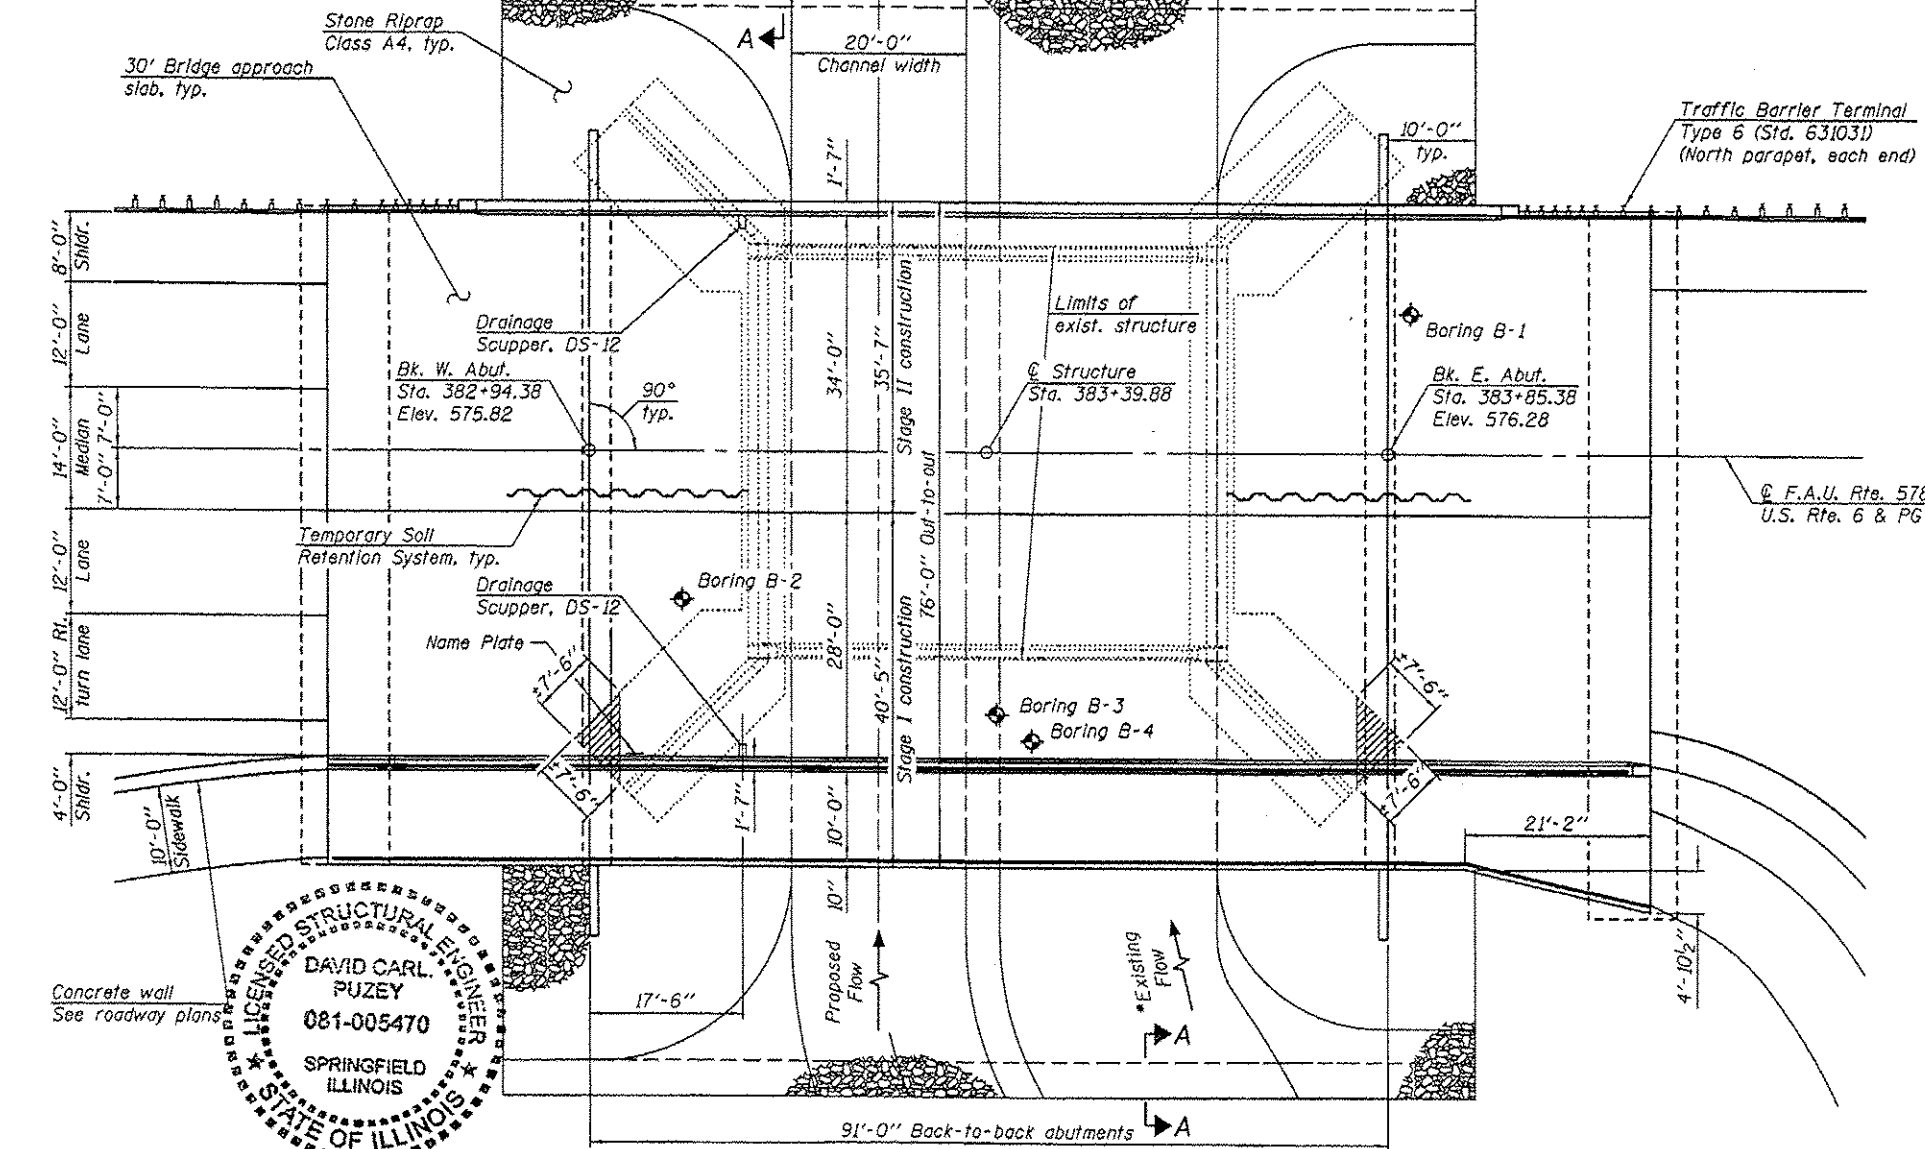 Stone Riprap
Class A4, typ.
A
20'-0"
Channel width
30' Bridge approach
slab, typ.
Traffic Barrier Terminal
Type 6 (Std. 631031)
(North parapet, each end)
10'-0"
typ.
1'-7"
8'-0"
Shldr.
12'-0"
Lane
14'-0"
Median
7'-0" 7'-0"
12'-0"
Lane
12'-0" Rt.
turn lane
4'-0"
Shldr.
Drainage
Scupper, DS-12
Limits of
exist. structure
Boring B-1
Bk. W. Abut.
Sta. 382+94.38
Elev. 575.82
90°
typ.
34'-0"
35'-7"
Stage II construction
℄ Structure
Sta. 383+39.88
Bk. E. Abut.
Sta. 383+85.38
Elev. 576.28
76'-0" Out-to-out
℄ F.A.U. Rte. 578
U.S. Rte. 6 & PG
Temporary Soil
Retention System, typ.
Drainage
Scupper, DS-12
Boring B-2
Name Plate
±7'-6"
±7'-6"
28'-0"
40'-5"
Stage I construction
Boring B-3
Boring B-4
±7'-6"
±7'-6"
1'-7"
10'-0"
10"
21'-2"
4'-10½"
10'-0"
Sidewalk
Concrete wall
See roadway plans
LICENSED STRUCTURAL ENGINEER
DAVID CARL.
PUZEY
081-005470
SPRINGFIELD
ILLINOIS
STATE OF ILLINOIS
17'-6"
Proposed
Flow
*Existing
Flow
A
A
91'-0" Back-to-back abutments